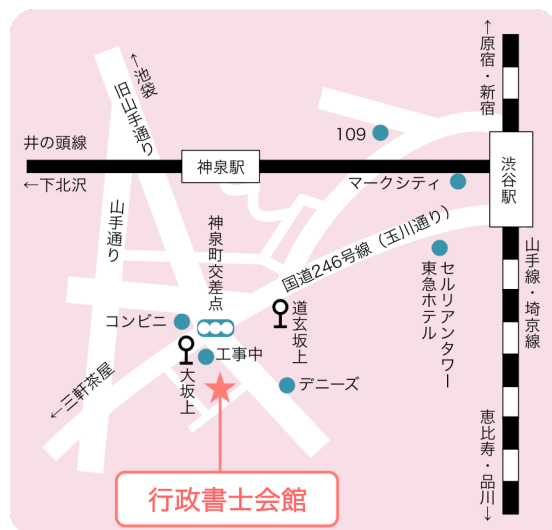 ←原宿・新宿
←池袋
旧山手通り
109
井の頭線
神泉駅
渋谷駅
←下北沢
マークシティ
山手通り
神泉町交差点
国道246号線（玉川通り）
セルリアンタワー
東急ホテル
山手線・埼京線
コンビニ
道玄坂上
工事中
大坂上
デニーズ
←三軒茶屋
恵比寿・品川→
行政書士会館